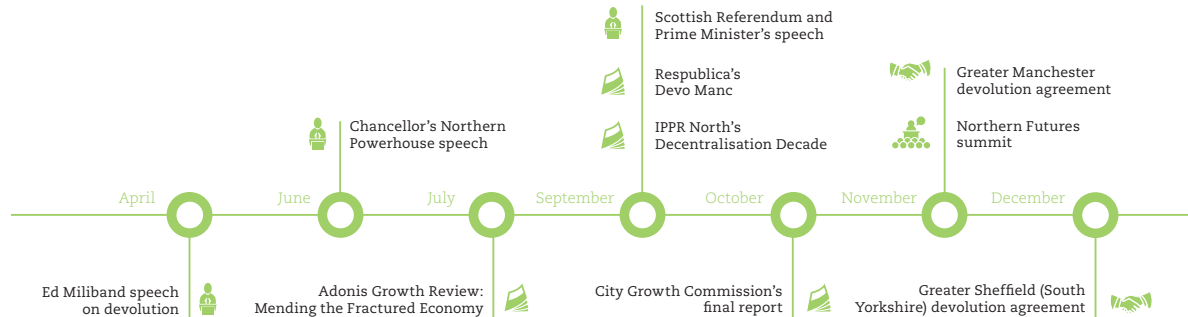 Scottish Referendum and
Prime Minister's speech
Respublica's
Devo Manc
IPPR North's
Decentralisation Decade
Greater Manchester
devolution agreement
Northern Futures
summit
Chancellor's Northern
Powerhouse speech
April
June
July
September
October
November
December
Ed Miliband speech
on devolution
Adonis Growth Review:
Mending the Fractured Economy
City Growth Commission's
final report
Greater Sheffield (South
Yorkshire) devolution agreement